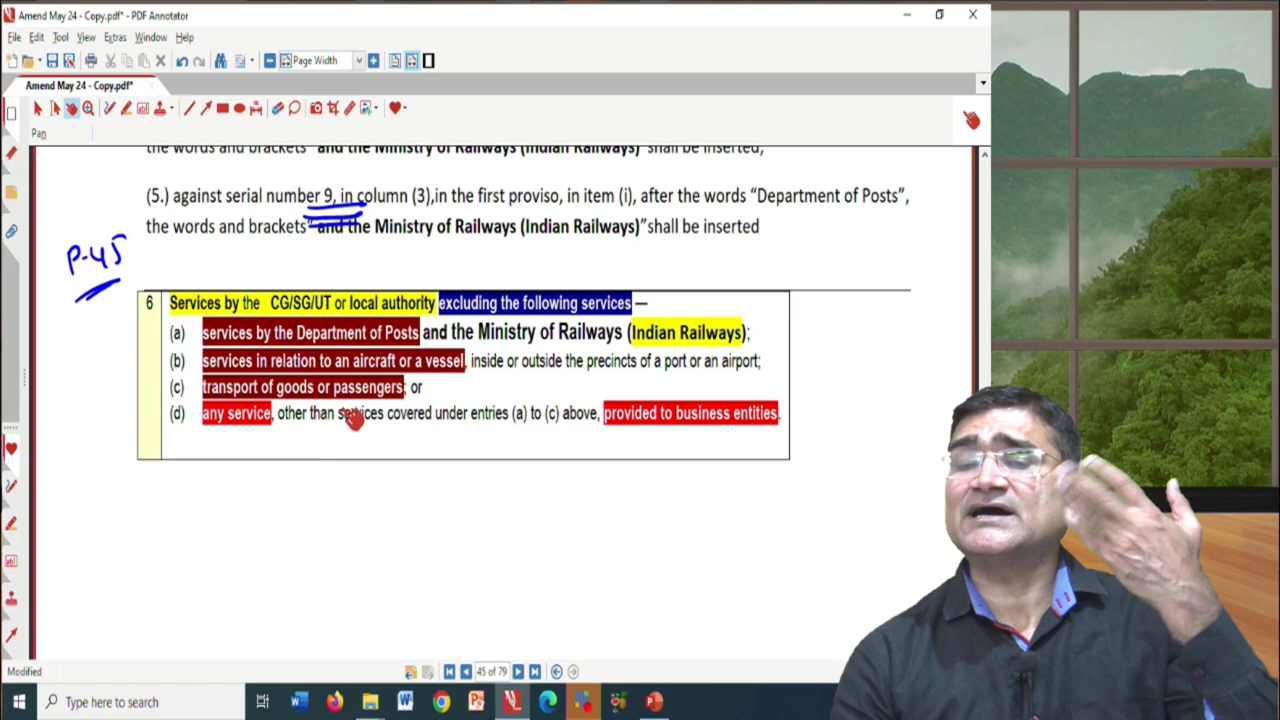 Amend May 24 - Copy.pdf* - PDF Annotator
File Edit Tool View Extras Window Help
Page Width
Amend May 24 - Copy.pdf*
Pan
the words and brackets" and the Ministry of Railways (Indian Railways)"shall be inserted;
(5.) against serial number 9, in column (3),in the first proviso, in item (i), after the words “Department of Posts”,
the words and brackets" and the Ministry of Railways (Indian Railways)"shall be inserted
P-45
6 Services by the CG/SG/UT or local authority excluding the following services —
(a) services by the Department of Posts and the Ministry of Railways (Indian Railways);
(b) services in relation to an aircraft or a vessel, inside or outside the precincts of a port or an airport;
(c) transport of goods or passengers; or
(d) any service, other than services covered under entries (a) to (c) above, provided to business entities.
Modified
45 of 79
Type here to search